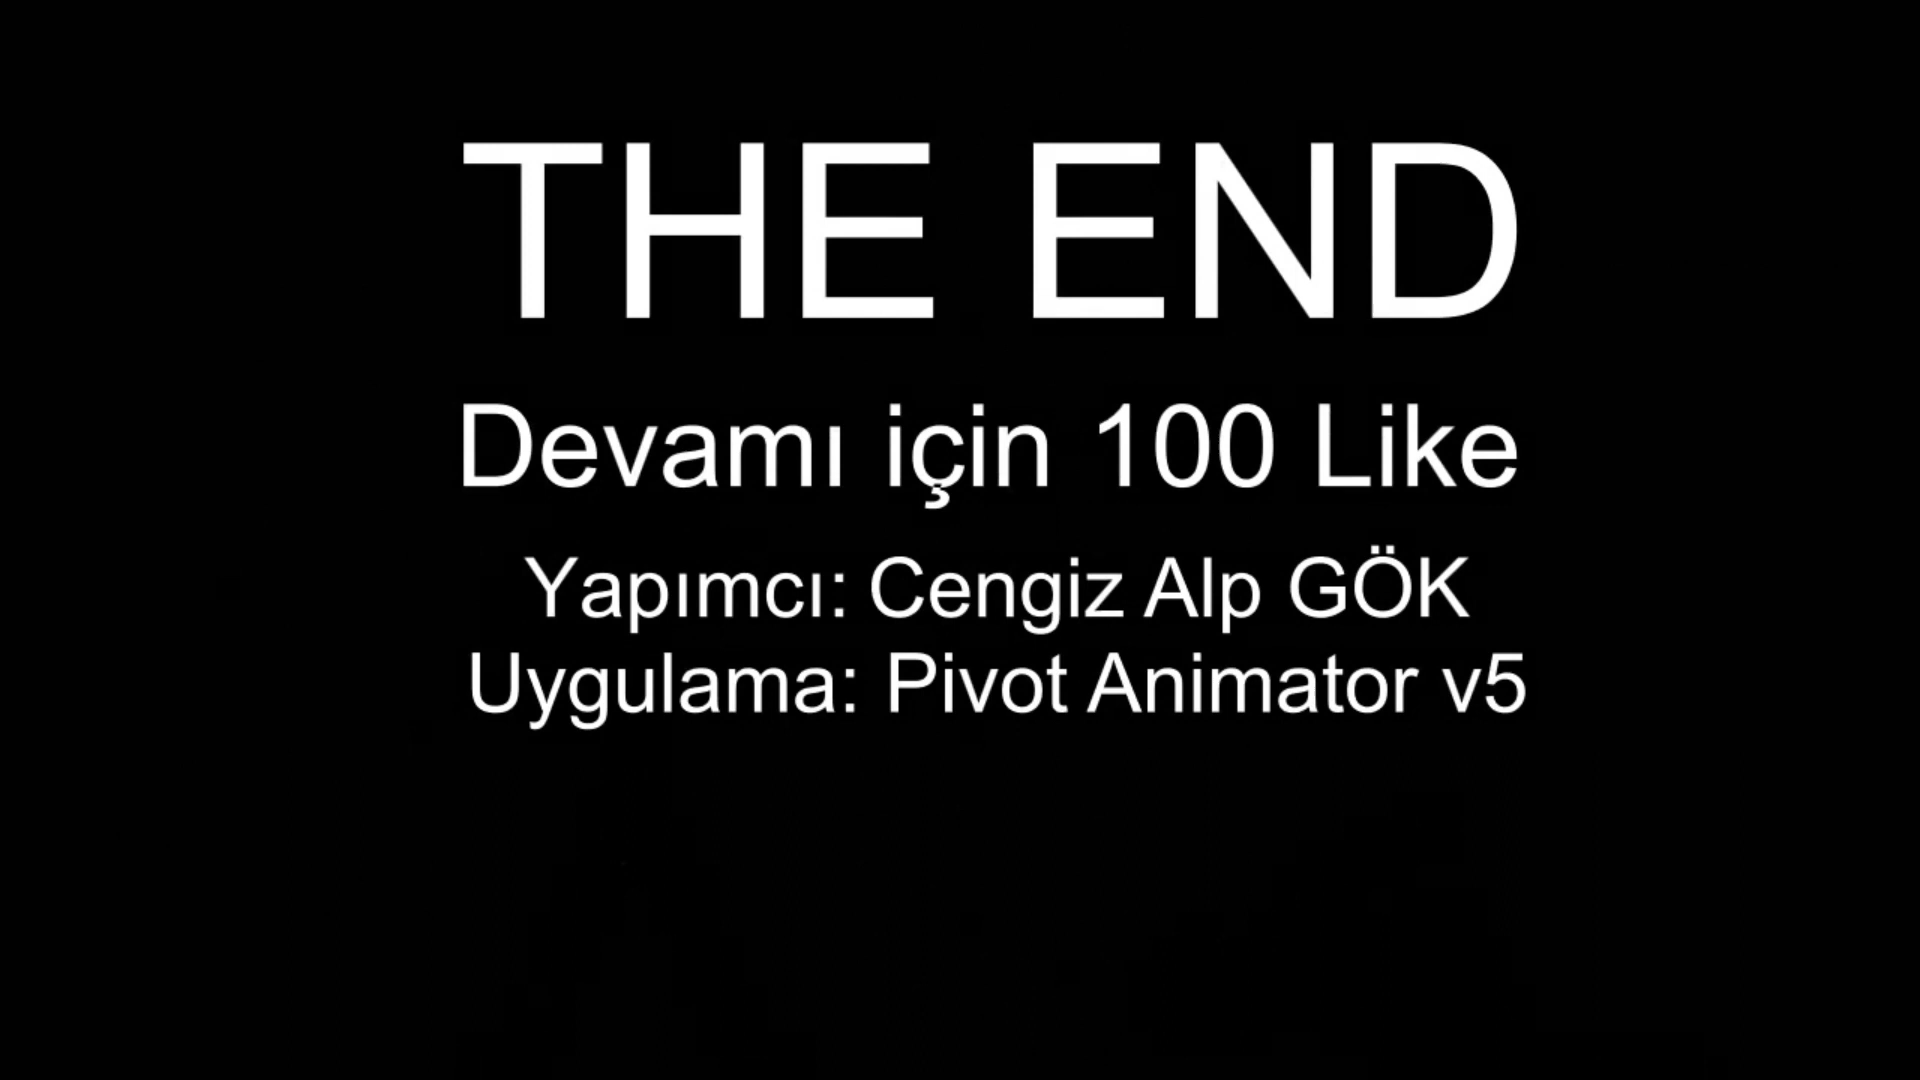 THE END
Devamı için 100 Like
Yapımcı: Cengiz Alp GÖK
Uygulama: Pivot Animator v5